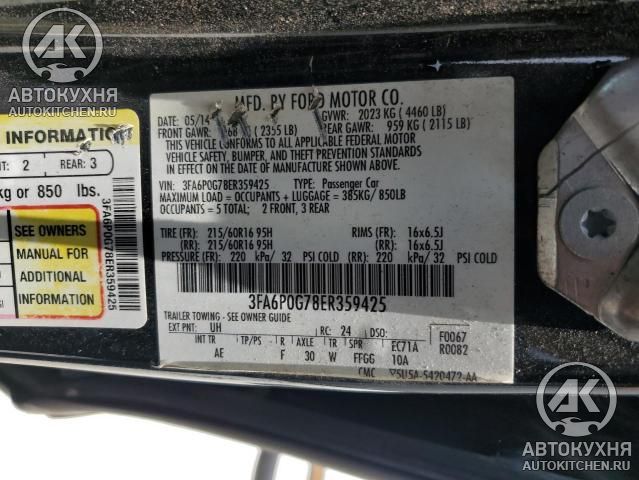 АК
АВТОКУХНЯ
AUTOKITCHEN.RU
MFD. BY FORD MOTOR CO.
DATE: 05/14 GVWR: 2023 KG ( 4460 LB)
FRONT GAWR: 68 ( 2355 LB) REAR GAWR: 959 KG ( 2115 LB)
THIS VEHICLE CONFORMS TO ALL APPLICABLE FEDERAL MOTOR
VEHICLE SAFETY, BUMPER, AND THEFT PREVENTION STANDARDS
IN EFFECT ON THE DATE OF MANUFACTURE SHOWN ABOVE.
VIN: 3FA6P0G78ER359425 TYPE: Passenger Car
MAXIMUM LOAD = OCCUPANTS + LUGGAGE = 385KG/ 850LB
OCCUPANTS = 5 TOTAL; 2 FRONT, 3 REAR
TIRE (FR): 215/60R16 95H RIMS (FR): 16x6.5J
(RR): 215/60R16 95H (RR): 16x6.5J
PRESSURE (FR): 220 kPa/ 32 PSI COLD (RR): 220 kPa/ 32 PSI COLD
3FA6P0G78ER359425
TRAILER TOWING - SEE OWNER GUIDE
EXT PNT: UH RC: 24 DSO: F0067
INT TR TP/PS R AXLE TR SPR EC71A R0082
AE F 30 W FFGG 10A
CMC
INFORMATION
NT: 2 REAR: 3
kg or 850 lbs.
SEE OWNERS
MANUAL FOR
ADDITIONAL
INFORMATION
3FA6P0G78ER359425
АК
АВТОКУХНЯ
AUTOKITCHEN.RU